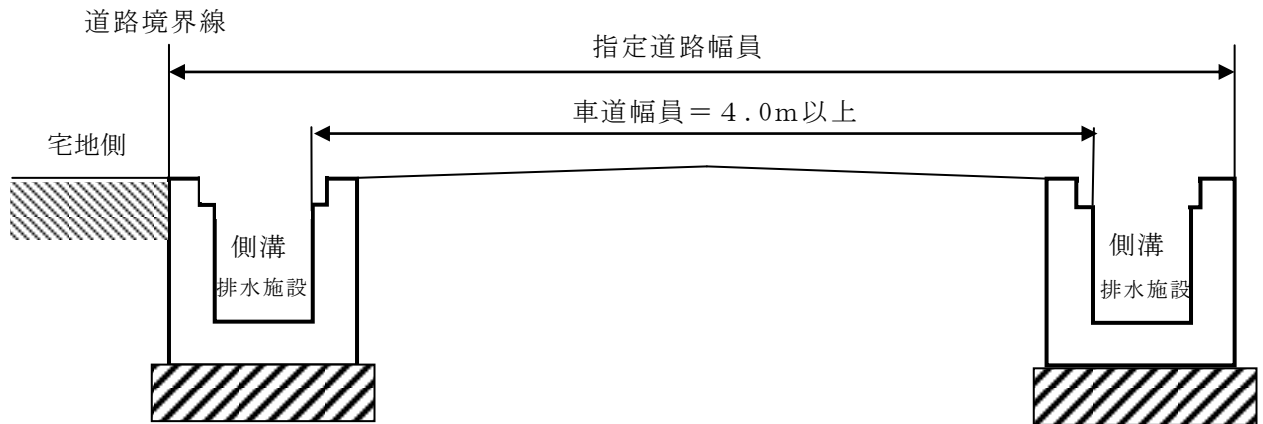 道路境界線
指定道路幅員
車道幅員＝４.0m以上
宅地側
側溝
排水施設
側溝
排水施設